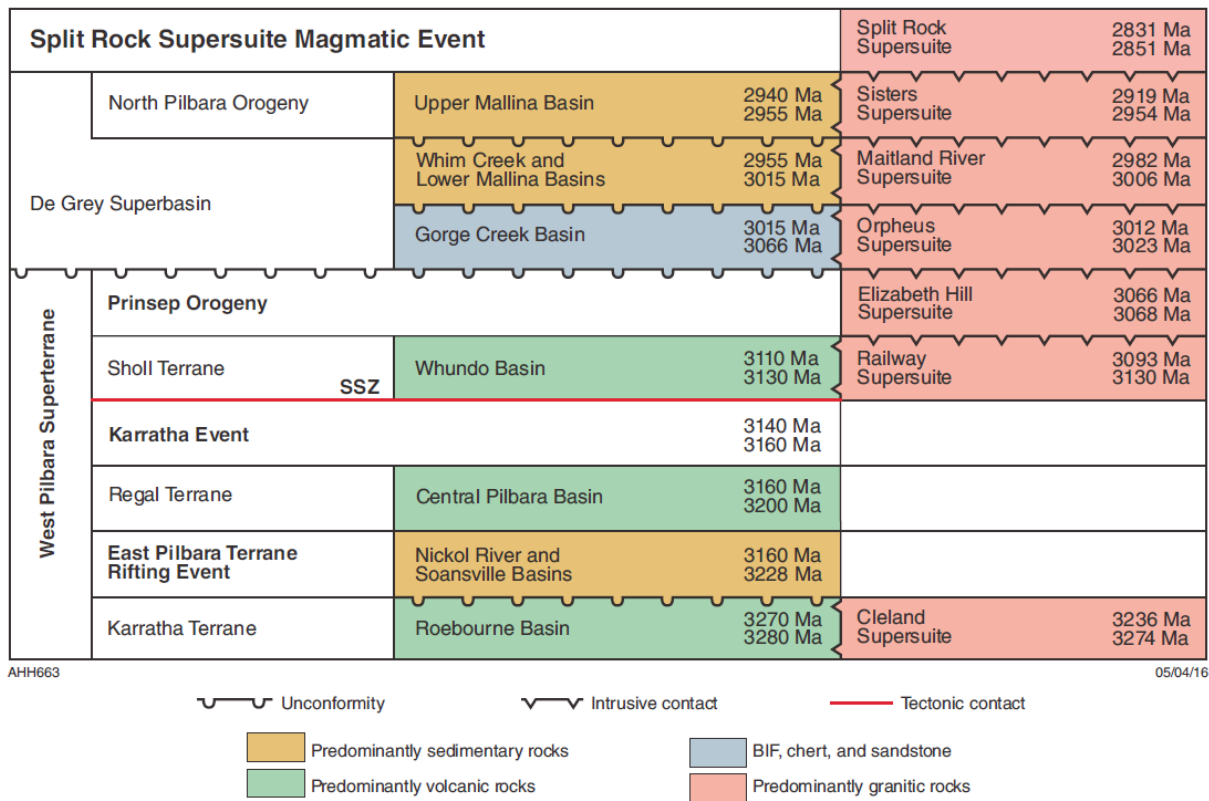 Split Rock Supersuite Magmatic Event
Split Rock
Supersuite
2831 Ma
2851 Ma
North Pilbara Orogeny
Upper Mallina Basin
2940 Ma
2955 Ma
Sisters
Supersuite
2919 Ma
2954 Ma
De Grey Superbasin
Whim Creek and
Lower Mallina Basins
2955 Ma
3015 Ma
Maitland River
Supersuite
2982 Ma
3006 Ma
Gorge Creek Basin
3015 Ma
3066 Ma
Orpheus
Supersuite
3012 Ma
3023 Ma
West Pilbara Superterrane
Prinsep Orogeny
Elizabeth Hill
Supersuite
3066 Ma
3068 Ma
Sholl Terrane
SSZ
Whundo Basin
3110 Ma
3130 Ma
Railway
Supersuite
3093 Ma
3130 Ma
Karratha Event
3140 Ma
3160 Ma
Regal Terrane
Central Pilbara Basin
3160 Ma
3200 Ma
East Pilbara Terrane
Rifting Event
Nickol River and
Soansville Basins
3160 Ma
3228 Ma
Karratha Terrane
Roebourne Basin
3270 Ma
3280 Ma
Cleland
Supersuite
3236 Ma
3274 Ma
AHH663
05/04/16
Unconformity
Intrusive contact
Tectonic contact
Predominantly sedimentary rocks
BIF, chert, and sandstone
Predominantly volcanic rocks
Predominantly granitic rocks